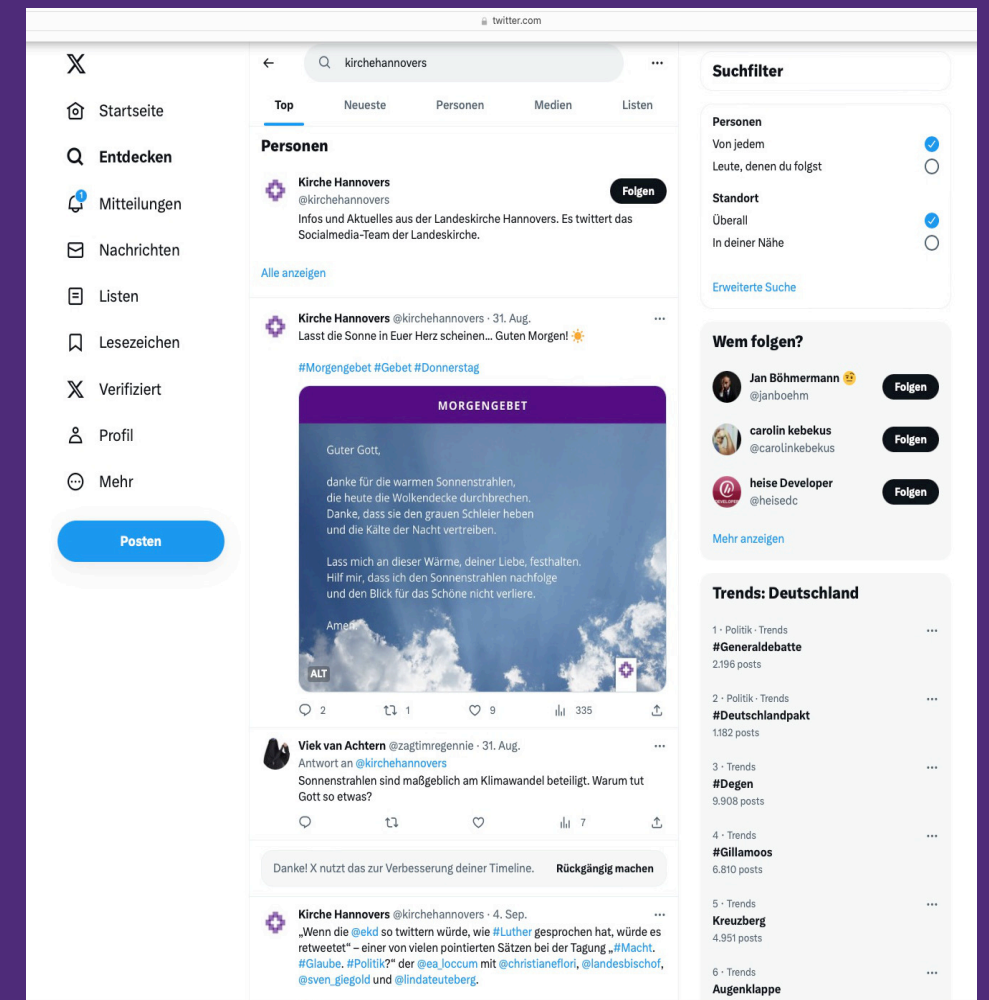 twitter.com
Startseite
Entdecken
1
Mitteilungen
Nachrichten
Listen
Lesezeichen
Verifiziert
Profil
Mehr
Posten
kirchehannovers
Top Neueste Personen Medien Listen
Personen
Kirche Hannovers
@kirchehannovers
Folgen
Infos und Aktuelles aus der Landeskirche Hannovers. Es twittert das
Socialmedia-Team der Landeskirche.
Alle anzeigen
Kirche Hannovers @kirchehannovers · 31. Aug.
Lasst die Sonne in Euer Herz scheinen... Guten Morgen! ☀️
#Morgengebet #Gebet #Donnerstag
MORGENGEBET
Guter Gott,
danke für die warmen Sonnenstrahlen,
die heute die Wolkendecke durchbrechen.
Danke, dass sie den grauen Schleier heben
und die Kälte der Nacht vertreiben.
Lass mich an dieser Wärme, deiner Liebe, festhalten.
Hilf mir, dass ich den Sonnenstrahlen nachfolge
und den Blick für das Schöne nicht verliere.
Amen.
ALT
2 1 9 335
Viek van Achtern @zagtimregennie · 31. Aug.
Antwort an @kirchehannovers
Sonnenstrahlen sind maßgeblich am Klimawandel beteiligt. Warum tut
Gott so etwas?
7
Danke! X nutzt das zur Verbesserung deiner Timeline. Rückgängig machen
Kirche Hannovers @kirchehannovers · 4. Sep.
„Wenn die @ekd so twittern würde, wie #Luther gesprochen hat, würde es
retweetet“ – einer von vielen pointierten Sätzen bei der Tagung „#Macht.
#Glaube. #Politik?“ der @ea_loccum mit @christianeflori, @landesbischof,
@sven_giegold und @lindateuteberg.
Suchfilter
Personen
Von jedem
Leute, denen du folgst
Standort
Überall
In deiner Nähe
Erweiterte Suche
Wem folgen?
Jan Böhmermann 🤨
@janboehm
Folgen
carolin kebekus
@carolinkebekus
Folgen
heise Developer
@heisedc
Folgen
Mehr anzeigen
Trends: Deutschland
1 · Politik · Trends
#Generaldebatte
2.196 posts
2 · Politik · Trends
#Deutschlandpakt
1.182 posts
3 · Trends
#Degen
9.908 posts
4 · Trends
#Gillamoos
6.810 posts
5 · Trends
Kreuzberg
4.951 posts
6 · Trends
Augenklappe